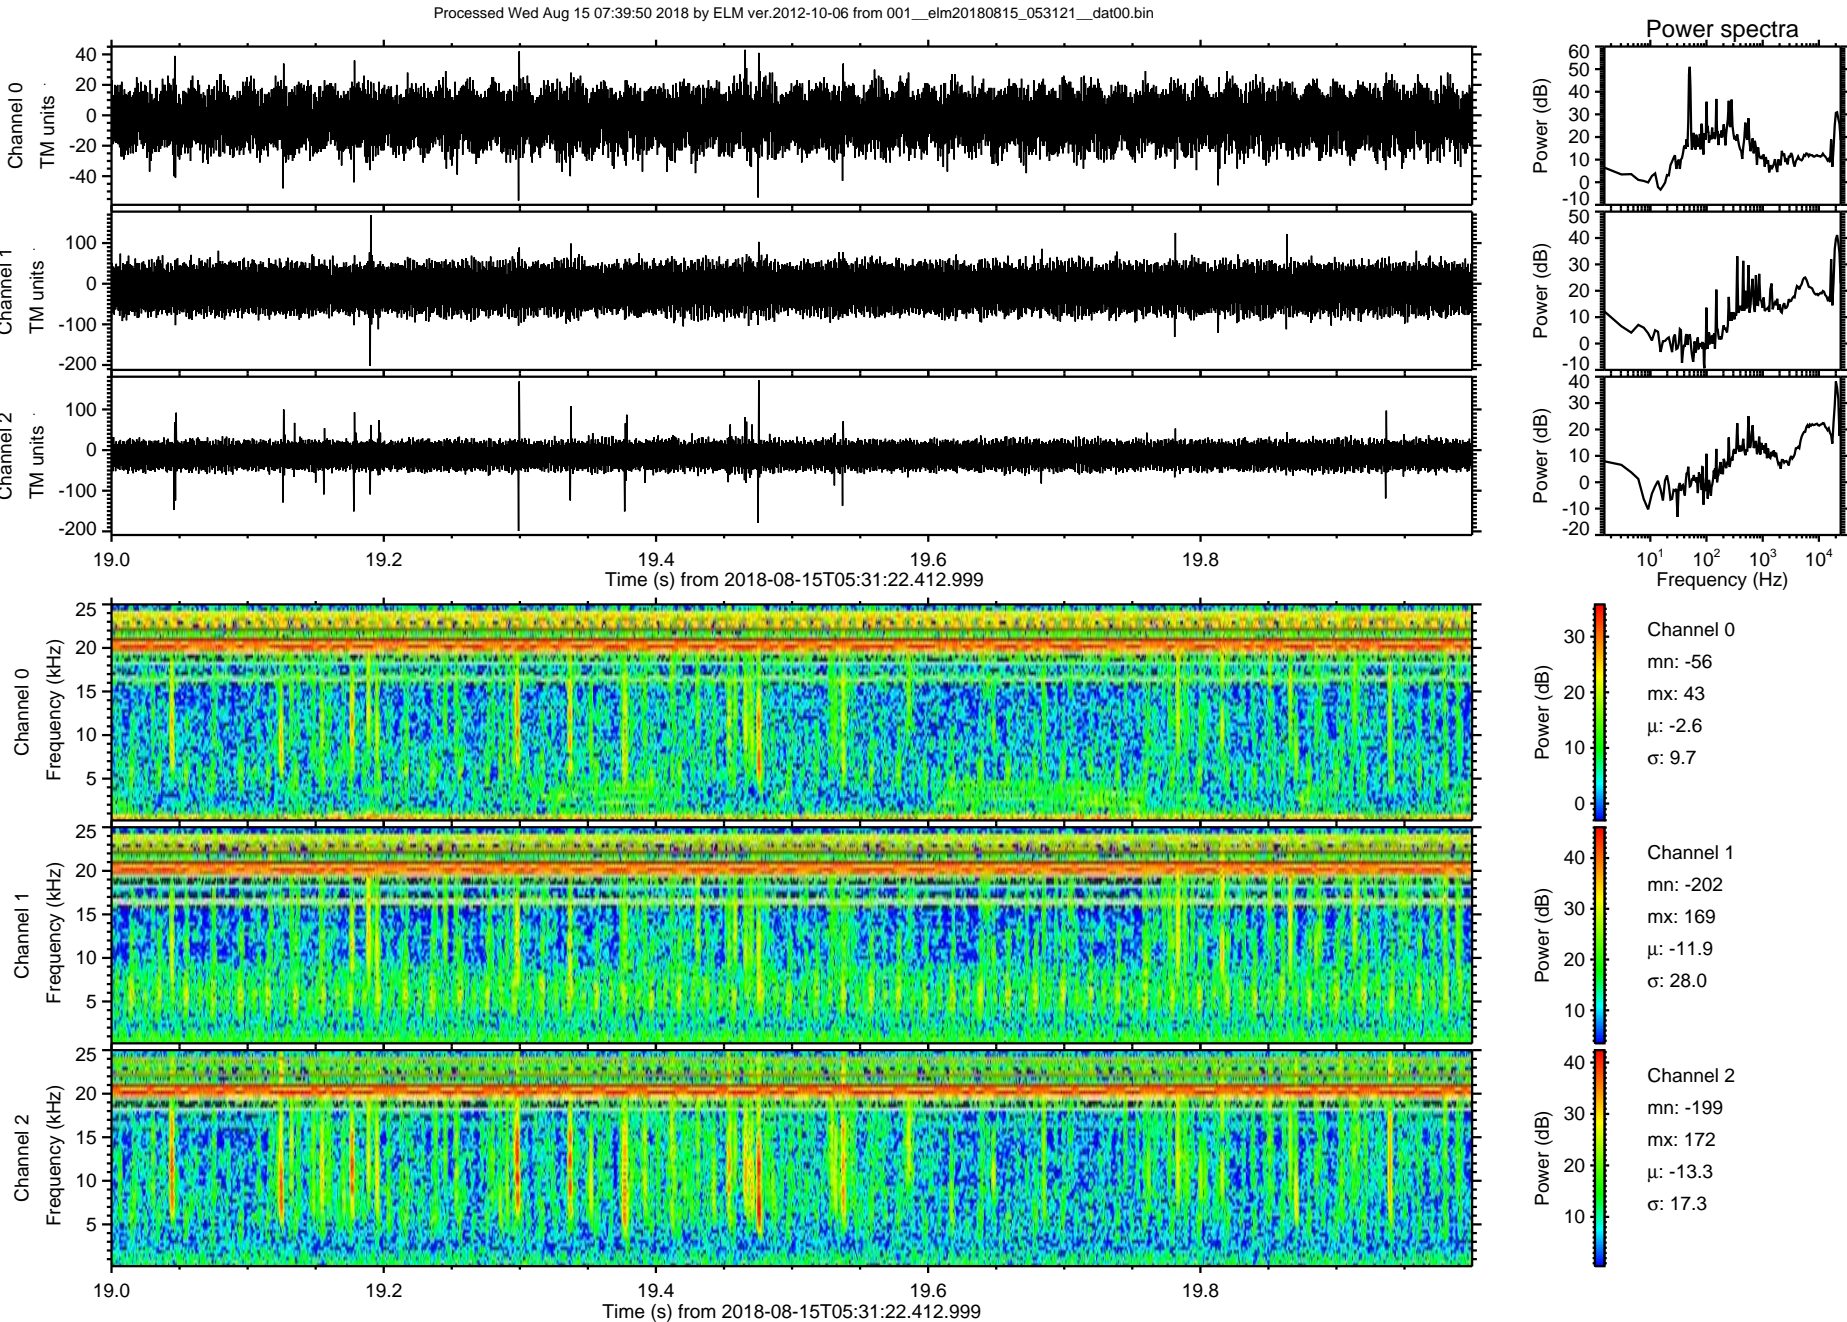 Processed Wed Aug 15 07:39:50 2018 by ELM ver.2012-10-06 from 001__elm20180815_053121__dat00.bin
Power spectra
Channel 0
TM units
40
20
0
-20
-40
Power (dB)
60
50
40
30
20
10
0
-10
Channel 1
TM units
100
0
-100
-200
Power (dB)
50
40
30
20
10
0
-10
Channel 2
TM units
100
0
-100
-200
Power (dB)
40
30
20
10
0
-10
-20
19.0 19.2 19.4 19.6 19.8
Time (s) from 2018-08-15T05:31:22.412.999
10¹ 10² 10³ 10⁴
Frequency (Hz)
Channel 0
Frequency (kHz)
25
20
15
10
5
Power (dB)
30
20
10
0
Channel 0
mn: -56
mx: 43
μ: -2.6
σ: 9.7
Channel 1
Frequency (kHz)
25
20
15
10
5
Power (dB)
40
30
20
10
Channel 1
mn: -202
mx: 169
μ: -11.9
σ: 28.0
Channel 2
Frequency (kHz)
25
20
15
10
5
Power (dB)
40
30
20
10
Channel 2
mn: -199
mx: 172
μ: -13.3
σ: 17.3
19.0 19.2 19.4 19.6 19.8
Time (s) from 2018-08-15T05:31:22.412.999